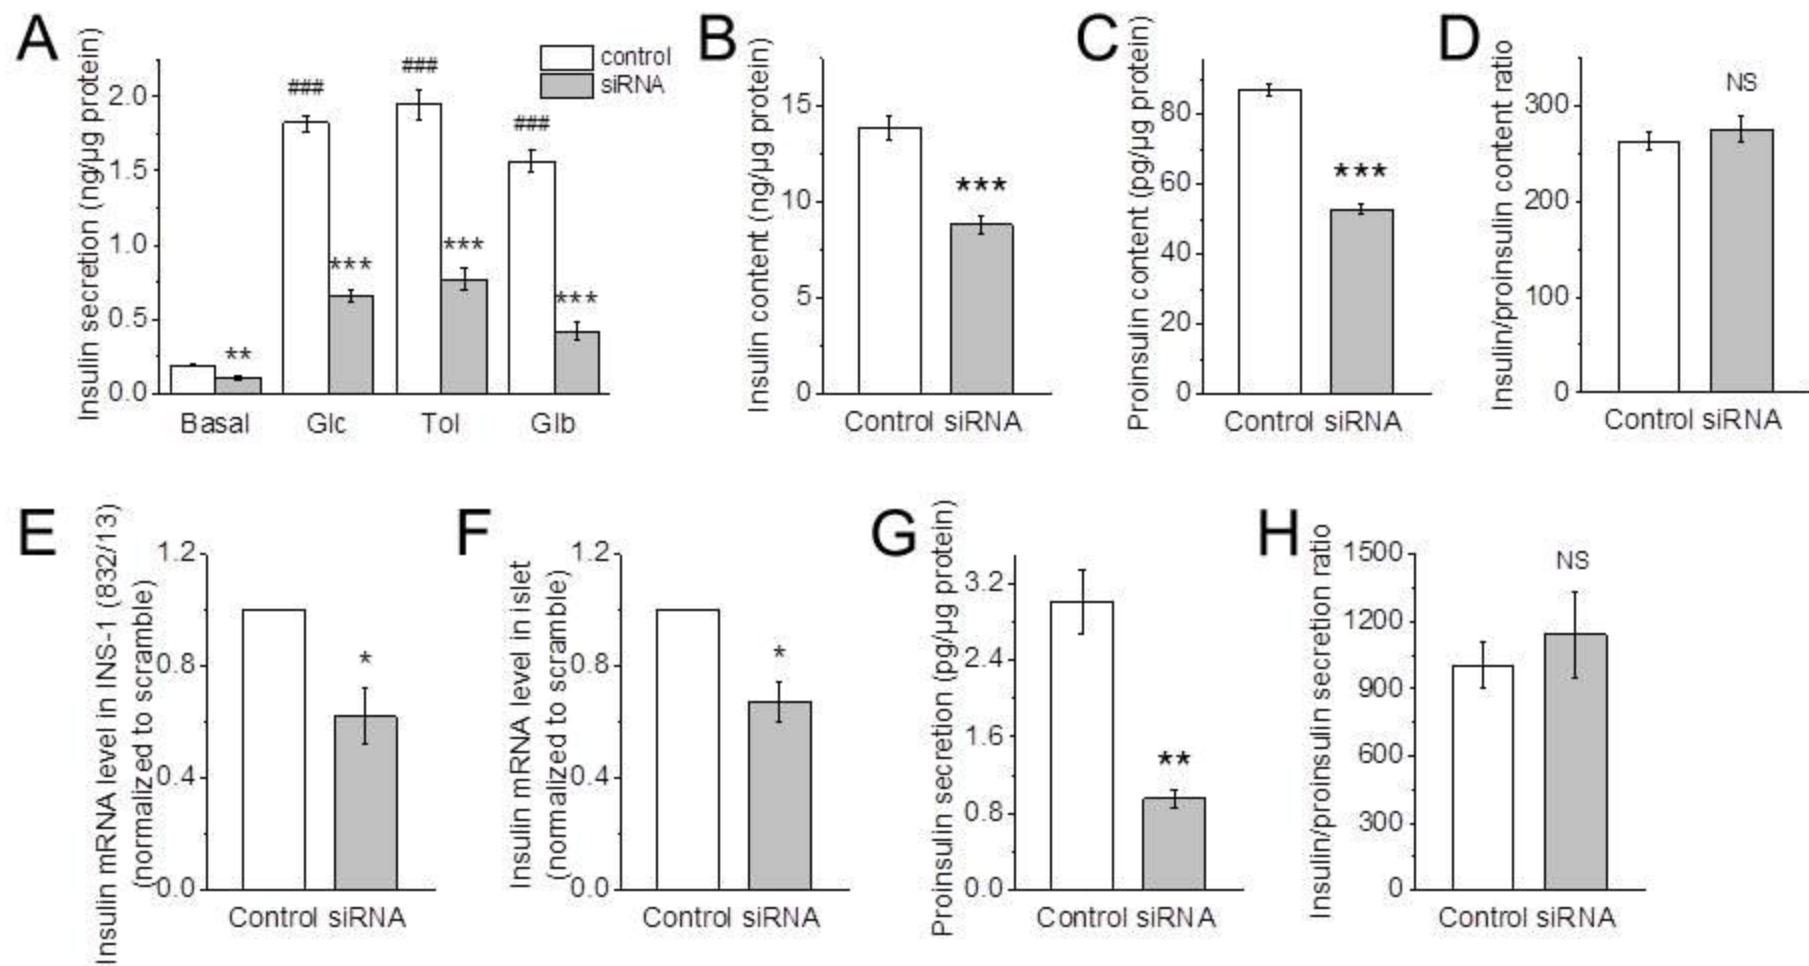 A
Insulin secretion (ng/µg protein)
2.0
1.5
1.0
0.5
0.0
###
###
###
**
***
***
***
control
siRNA
Basal Glc Tol Glb
B
Insulin content (ng/µg protein)
15
10
5
0
***
Control siRNA
C
Proinsulin content (pg/µg protein)
80
60
40
20
0
***
Control siRNA
D
Insulin/proinsulin content ratio
300
200
100
0
NS
Control siRNA
E
Insulin mRNA level in INS-1 (832/13)
(normalized to scramble)
1.2
0.8
0.4
0.0
*
Control siRNA
F
Insulin mRNA level in islet
(normalized to scramble)
1.2
0.8
0.4
0.0
*
Control siRNA
G
Proinsulin secretion (pg/µg protein)
3.2
2.4
1.6
0.8
0.0
**
Control siRNA
H
Insulin/proinsulin secretion ratio
1500
1200
900
600
300
0
NS
Control siRNA